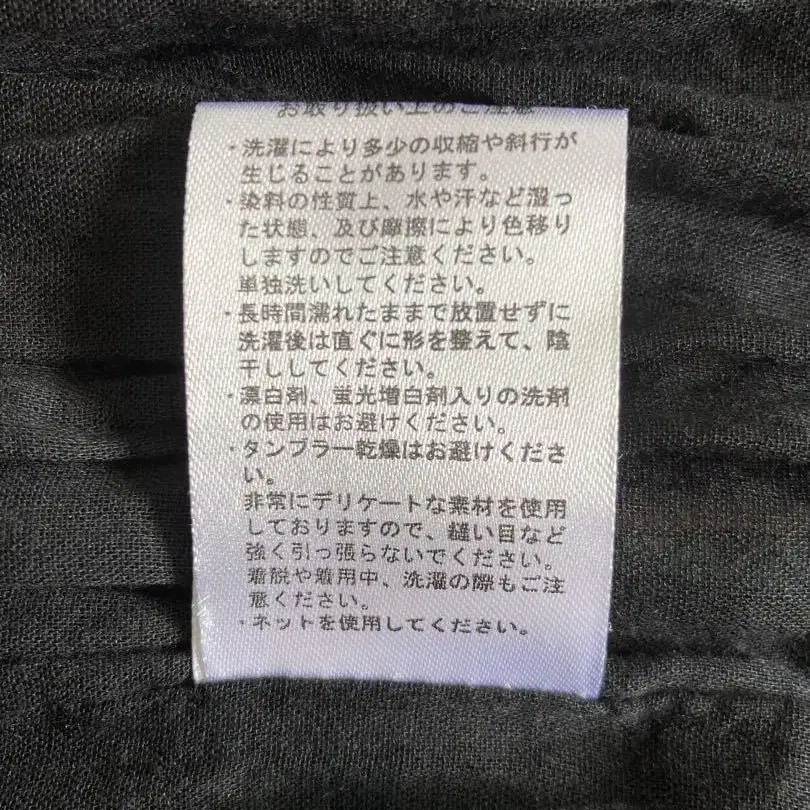 お取り扱い上のご注意
・洗濯により多少の収縮や斜行が
生じることがあります。
・染料の性質上、水や汗など湿っ
た状態、及び摩擦により色移り
しますのでご注意ください。
単独洗いしてください。
・長時間濡れたままで放置せずに
洗濯後は直ぐに形を整えて、陰
干ししてください。
・漂白剤、蛍光増白剤入りの洗剤
の使用はお避けください。
・タンブラー乾燥はお避けくださ
い。
非常にデリケートな素材を使用
しておりますので、縫い目など
強く引っ張らないでください。
着脱や着用中、洗濯の際もご注
意ください。
・ネットを使用してください。